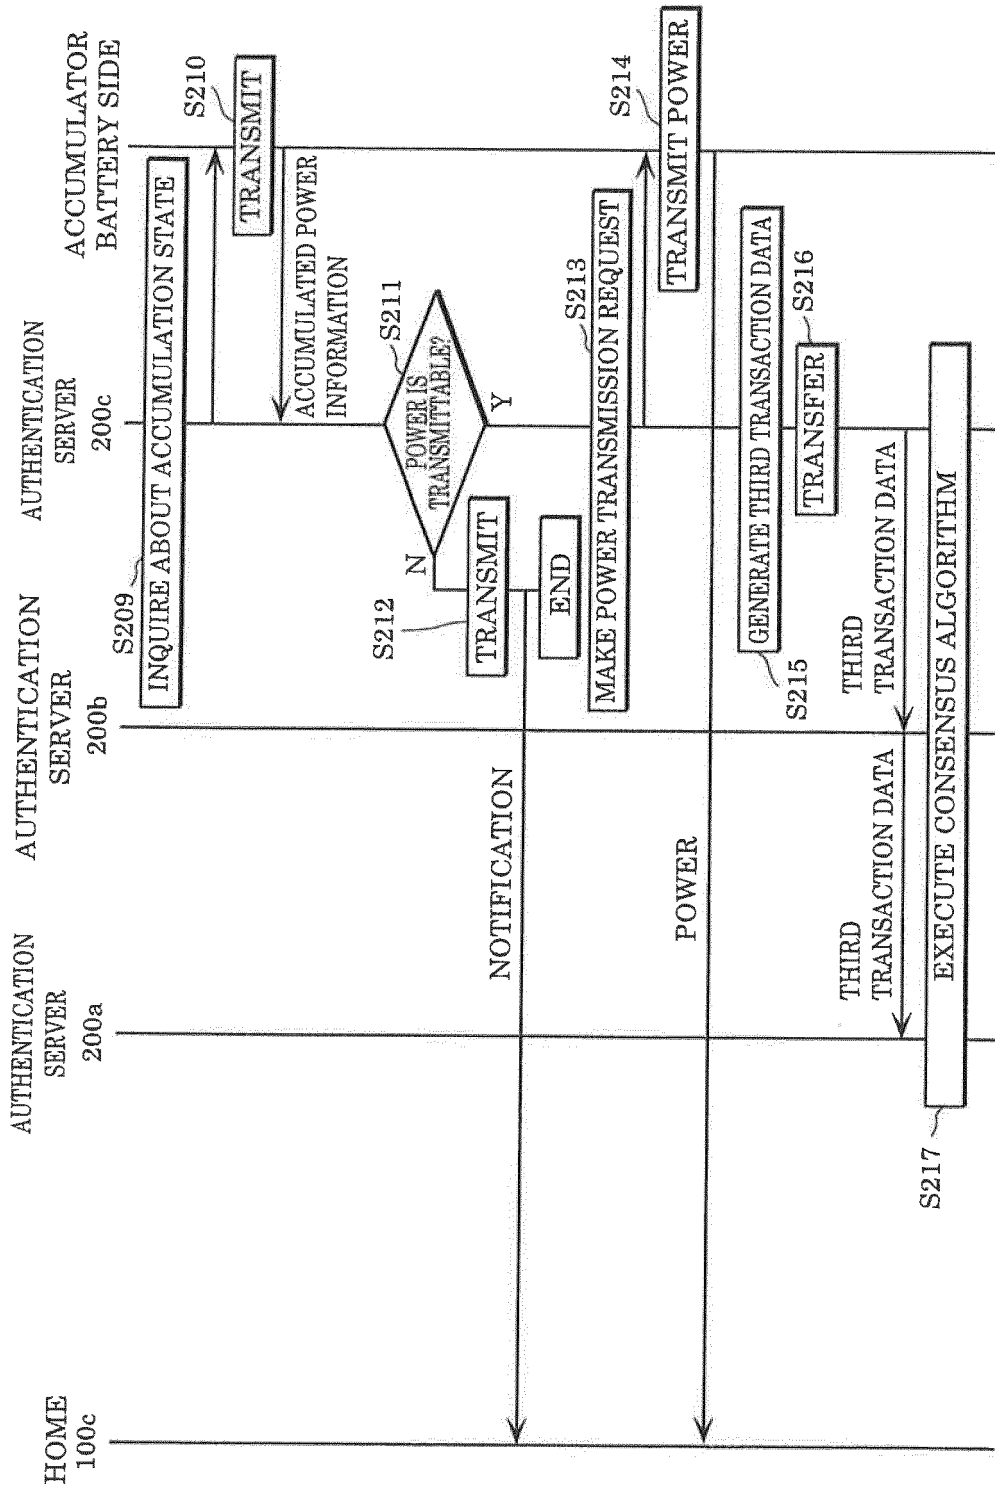 HOME
100c
AUTHENTICATION
SERVER
200a
AUTHENTICATION
SERVER
200b
AUTHENTICATION
SERVER
200c
ACCUMULATOR
BATTERY SIDE
S209
INQUIRE ABOUT ACCUMULATION STATE
S210
TRANSMIT
ACCUMULATED POWER
INFORMATION
S211
POWER IS
TRANSMITTABLE?
N
Y
S212
TRANSMIT
NOTIFICATION
END
S213
MAKE POWER TRANSMISSION REQUEST
S214
TRANSMIT POWER
POWER
GENERATE THIRD TRANSACTION DATA
S215
S216
TRANSFER
THIRD
TRANSACTION DATA
THIRD
TRANSACTION DATA
S217
EXECUTE CONSENSUS ALGORITHM